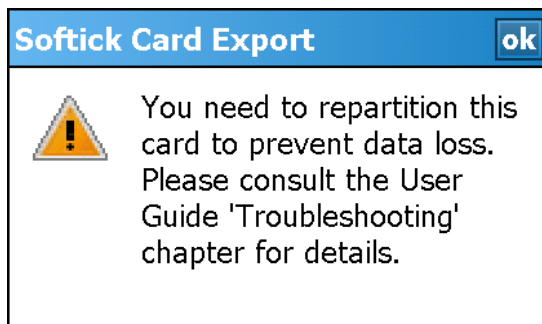 Softick Card Export ok
You need to repartition this
card to prevent data loss.
Please consult the User
Guide 'Troubleshooting'
chapter for details.